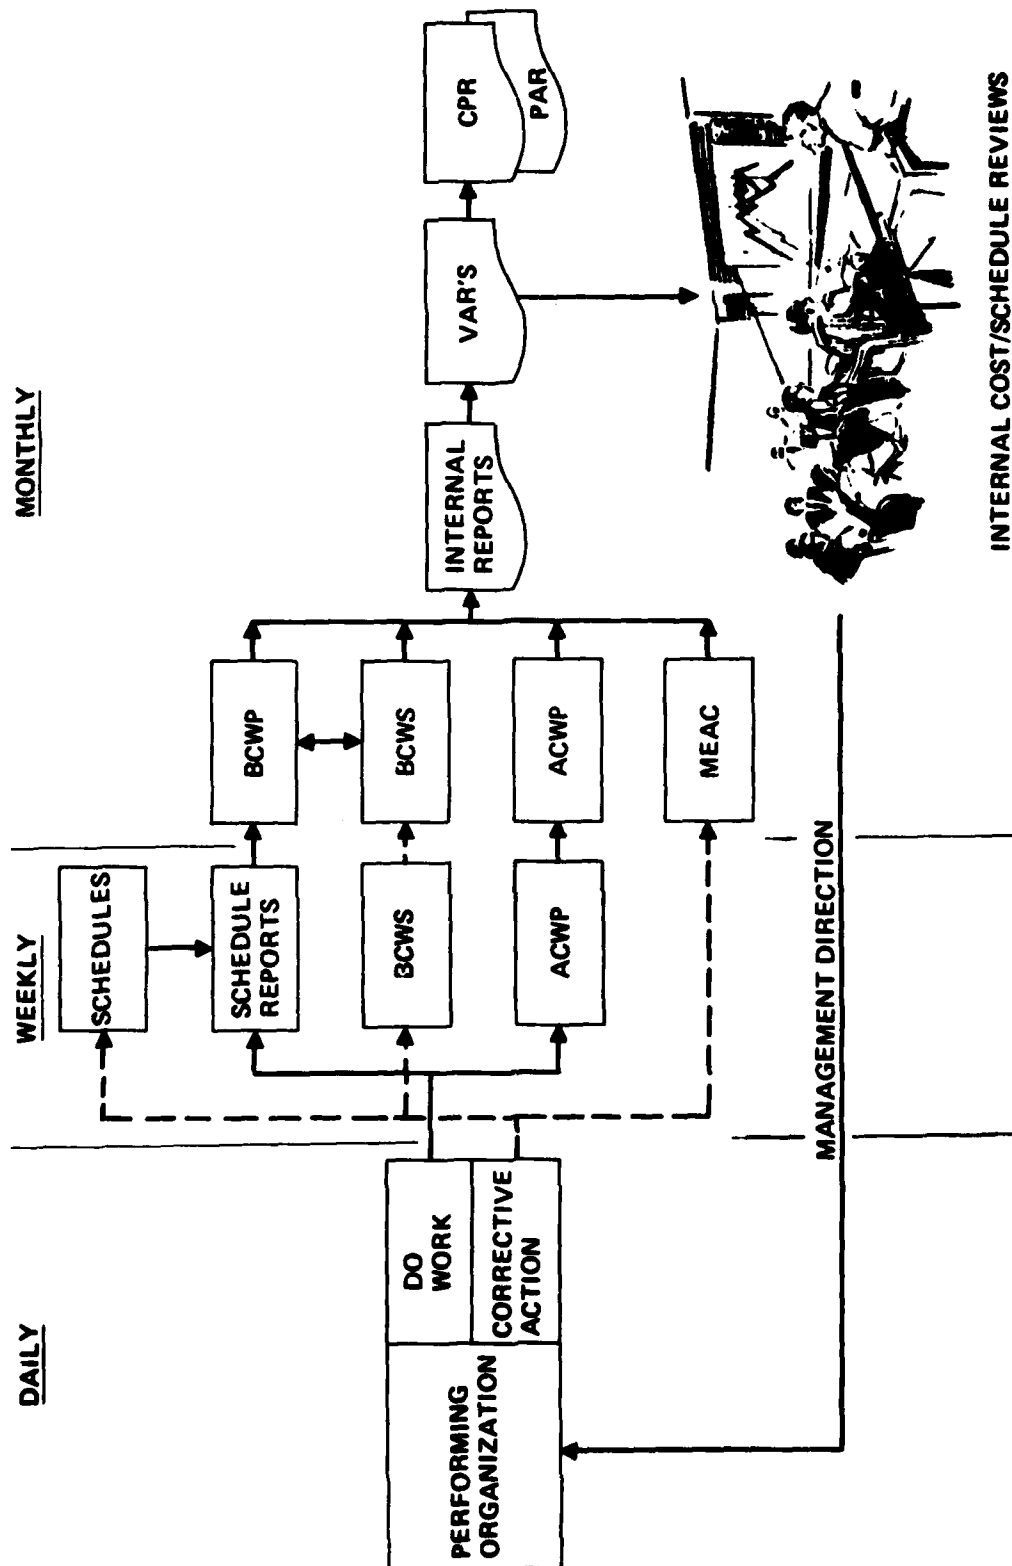 DAILY
WEEKLY
MONTHLY
PERFORMING
ORGANIZATION
DO
WORK
CORRECTIVE
ACTION
SCHEDULES
SCHEDULE
REPORTS
BCWS
ACWP
BCWP
BCWS
ACWP
MEAC
INTERNAL
REPORTS
VAR'S
CPR
PAR
MANAGEMENT DIRECTION
INTERNAL COST/SCHEDULE REVIEWS